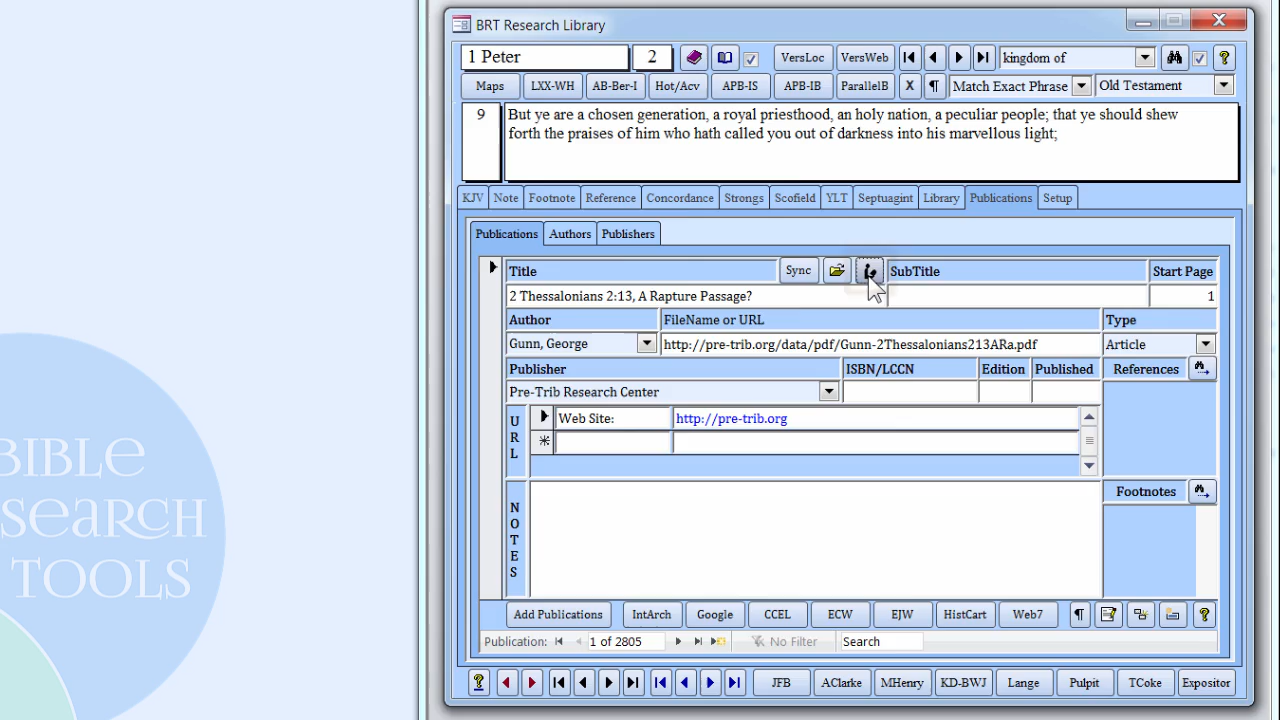 BRT Research Library
1 Peter 2 VersLoc VersWeb kingdom of
Maps LXX-WH AB-Ber-I Hot/Acv APB-IS APB-IB ParallelB X ¶ Match Exact Phrase Old Testament
9 But ye are a chosen generation, a royal priesthood, an holy nation, a peculiar people; that ye should shew
forth the praises of him who hath called you out of darkness into his marvellous light;
KJV Note Footnote Reference Concordance Strongs Scofield YLT Septuagint Library Publications Setup
Publications Authors Publishers
Title Sync SubTitle Start Page
2 Thessalonians 2:13, A Rapture Passage? 1
Author FileName or URL Type
Gunn, George http://pre-trib.org/data/pdf/Gunn-2Thessalonians213ARa.pdf Article
Publisher ISBN/LCCN Edition Published References
Pre-Trib Research Center
URL Web Site: http://pre-trib.org
NOTES Footnotes
Add Publications IntArch Google CCEL ECW EJW HistCart Web7 ¶ ?
Publication: 1 of 2805 No Filter Search
? JFB AClarke MHenry KD-BWJ Lange Pulpit TCoke Expositor
BIBLE
SEARCH
TOOLS